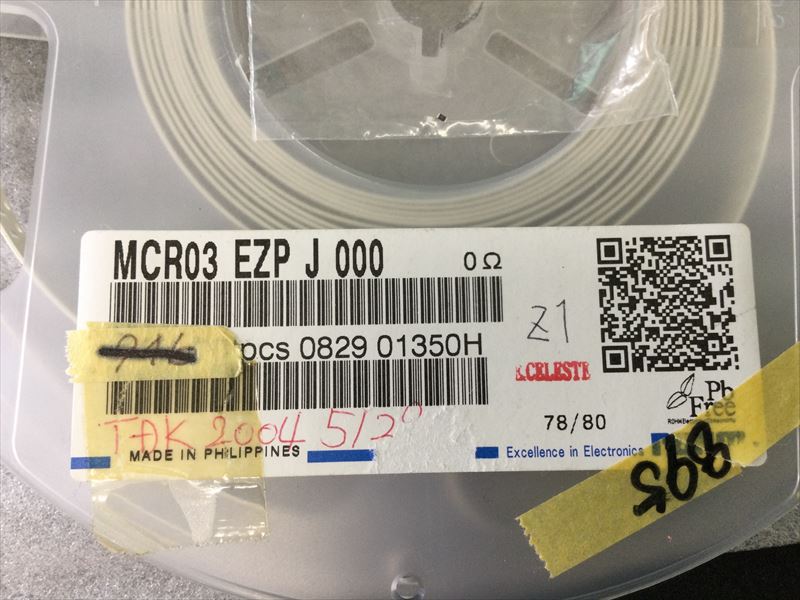 MCR03 EZP J 000 0Ω
pcs 0829 01350H
Z1
K.CELESTE
Pb
Free
78/80
TDK 2004 5/20
MADE IN PHILIPPINES
Excellence in Electronics
895